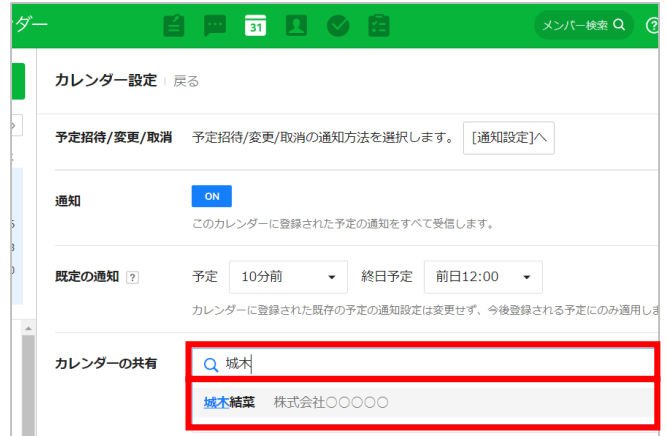 ダー
31
メンバー検索
?
カレンダー設定 | 戻る
予定招待/変更/取消 予定招待/変更/取消の通知方法を選択します。 [通知設定]へ
通知 ON
このカレンダーに登録された予定の通知をすべて受信します。
既定の通知 ? 予定 10分前 終日予定 前日12:00
カレンダーに登録された既存の予定の通知設定は変更せず、今後登録される予定にのみ適用しま
カレンダーの共有 城木
城木結菜 株式会社○○○○○